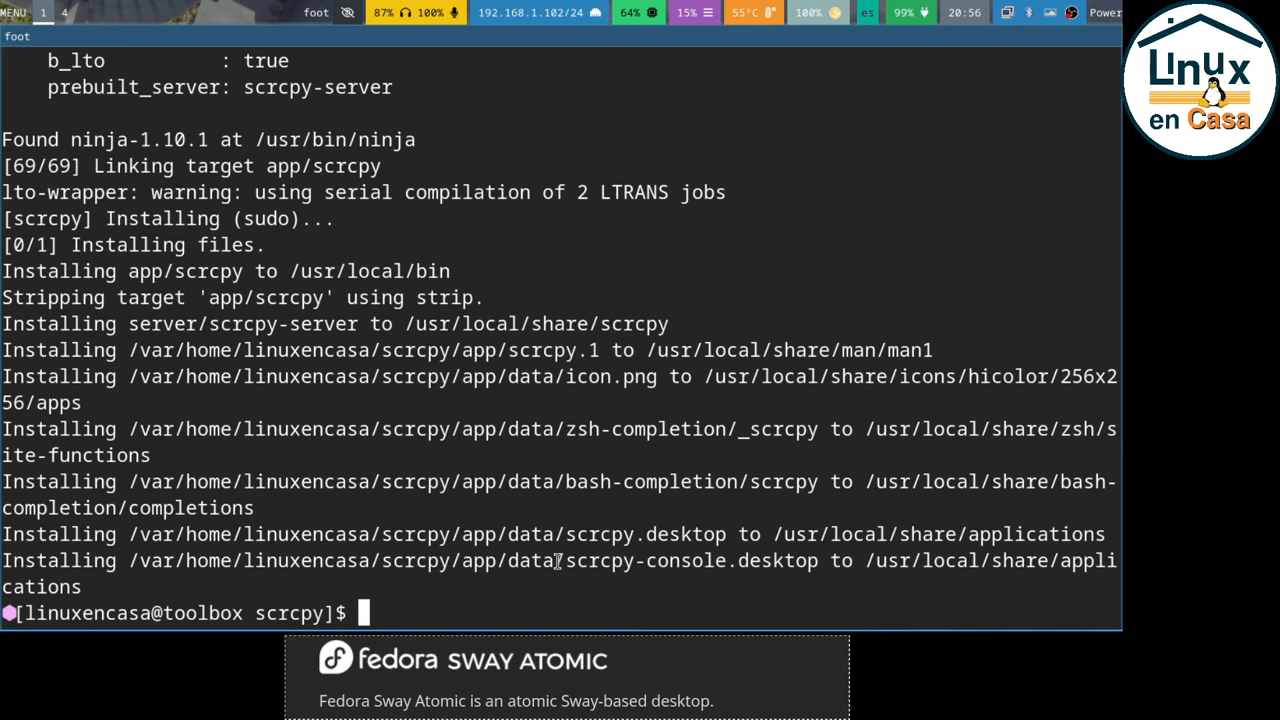 MENU 1 4 foot 87% 100% 192.168.1.102/24 64% 15% 55°C 100% es 99% 20:56 Power
foot
b_lto : true
prebuilt_server: scrcpy-server
Found ninja-1.10.1 at /usr/bin/ninja
[69/69] Linking target app/scrcpy
lto-wrapper: warning: using serial compilation of 2 LTRANS jobs
[scrcpy] Installing (sudo)...
[0/1] Installing files.
Installing app/scrcpy to /usr/local/bin
Stripping target 'app/scrcpy' using strip.
Installing server/scrcpy-server to /usr/local/share/scrcpy
Installing /var/home/linuxencasa/scrcpy/app/scrcpy.1 to /usr/local/share/man/man1
Installing /var/home/linuxencasa/scrcpy/app/data/icon.png to /usr/local/share/icons/hicolor/256x2
56/apps
Installing /var/home/linuxencasa/scrcpy/app/data/zsh-completion/_scrcpy to /usr/local/share/zsh/s
ite-functions
Installing /var/home/linuxencasa/scrcpy/app/data/bash-completion/scrcpy to /usr/local/share/bash-
completion/completions
Installing /var/home/linuxencasa/scrcpy/app/data/scrcpy.desktop to /usr/local/share/applications
Installing /var/home/linuxencasa/scrcpy/app/data/scrcpy-console.desktop to /usr/local/share/appli
cations
[linuxencasa@toolbox scrcpy]$
Linux
en Casa
fedora SWAY ATOMIC
Fedora Sway Atomic is an atomic Sway-based desktop.